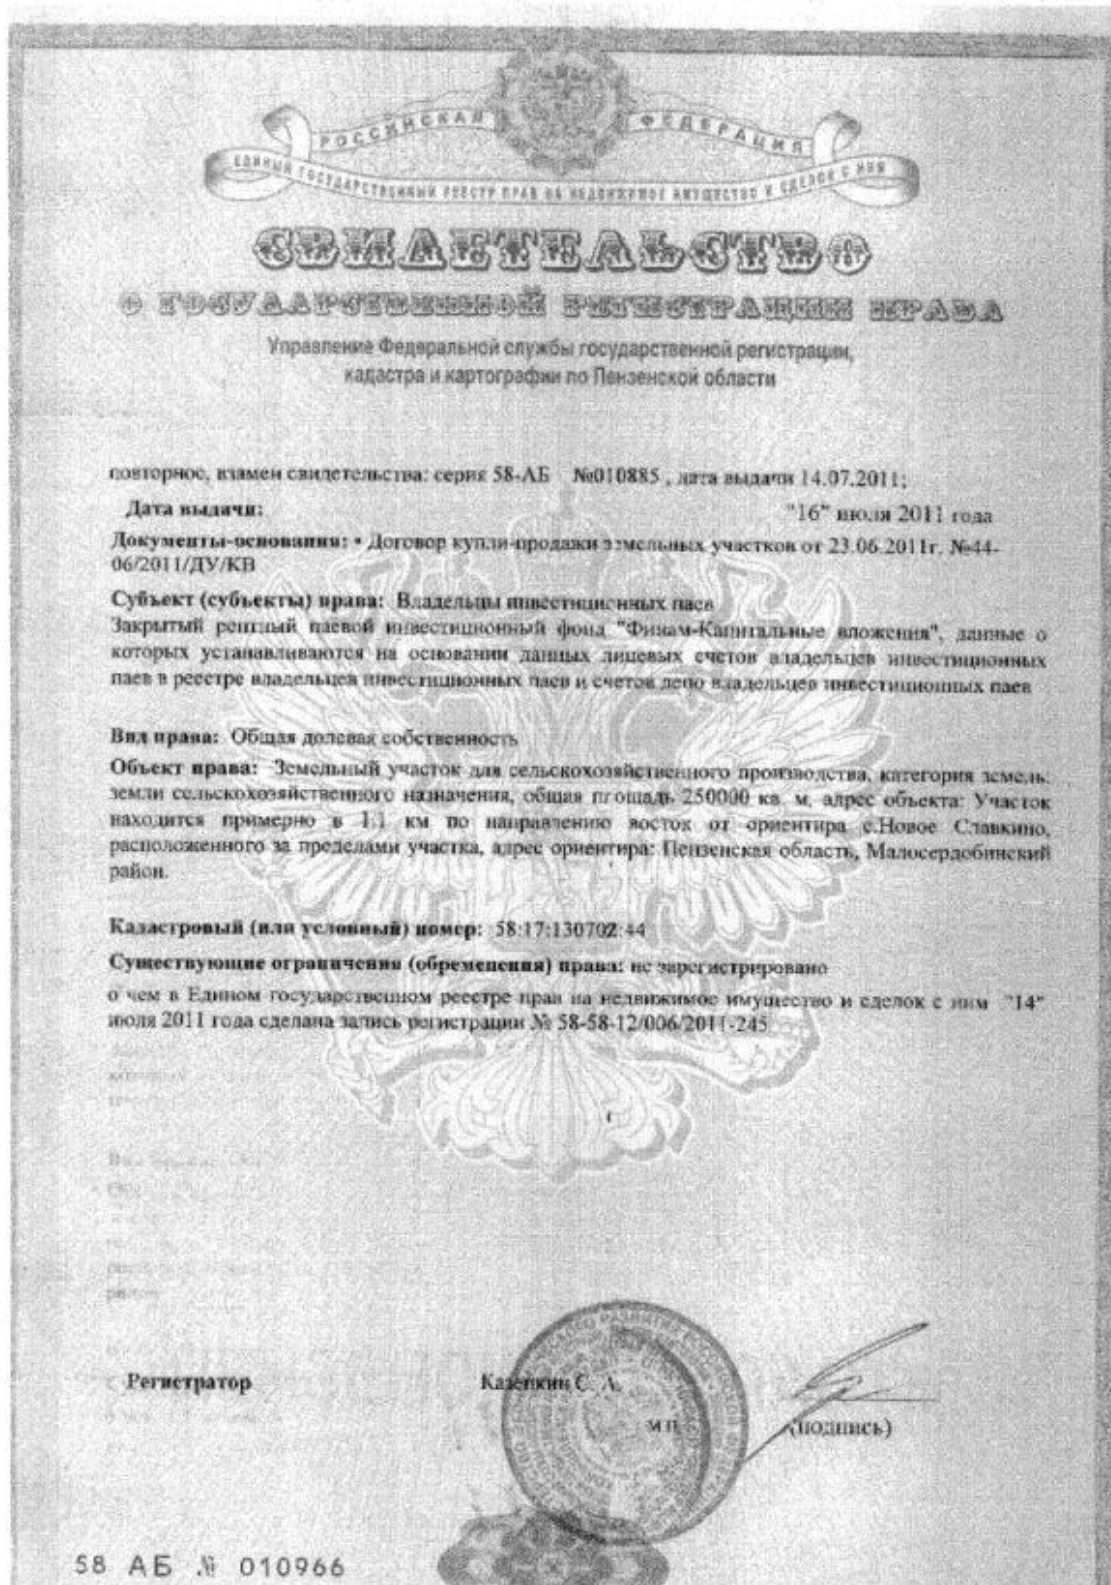 РОССИЙСКАЯ ФЕДЕРАЦИЯ
ЕДИНЫЙ ГОСУДАРСТВЕННЫЙ РЕЕСТР ПРАВ НА НЕДВИЖИМОЕ ИМУЩЕСТВО И СДЕЛОК С НИМ
СВИДЕТЕЛЬСТВО
О ГОСУДАРСТВЕННОЙ РЕГИСТРАЦИИ ПРАВА
Управление Федеральной службы государственной регистрации,
кадастра и картографии по Пензенской области
повторное, взамен свидетельства: серия 58-АБ №010885 , дата выдачи 14.07.2011;
Дата выдачи: "16" июля 2011 года
Документы-основания: • Договор купли-продажи земельных участков от 23.06.2011г. №44-
06/2011/ДУ/КВ
Субъект (субъекты) права: Владельцы инвестиционных паев
Закрытый рентный паевой инвестиционный фонд "Финам-Капитальные вложения", данные о
которых устанавливаются на основании данных лицевых счетов владельцев инвестиционных
паев в реестре владельцев инвестиционных паев и счетов депо владельцев инвестиционных паев
Вид права: Общая долевая собственность
Объект права: Земельный участок для сельскохозяйственного производства, категория земель:
земли сельскохозяйственного назначения, общая площадь 250000 кв. м, адрес объекта: Участок
находится примерно в 1.1 км по направлению восток от ориентира с.Новое Славкино,
расположенного за пределами участка, адрес ориентира: Пензенская область, Малосердобинский
район.
Кадастровый (или условный) номер: 58:17:130702:44
Существующие ограничения (обременения) права: не зарегистрировано
о чем в Едином государственном реестре прав на недвижимое имущество и сделок с ним "14"
июля 2011 года сделана запись регистрации № 58-58-12/006/2011-245
Регистратор С. А.
М.П. (подпись)
58 АБ № 010966